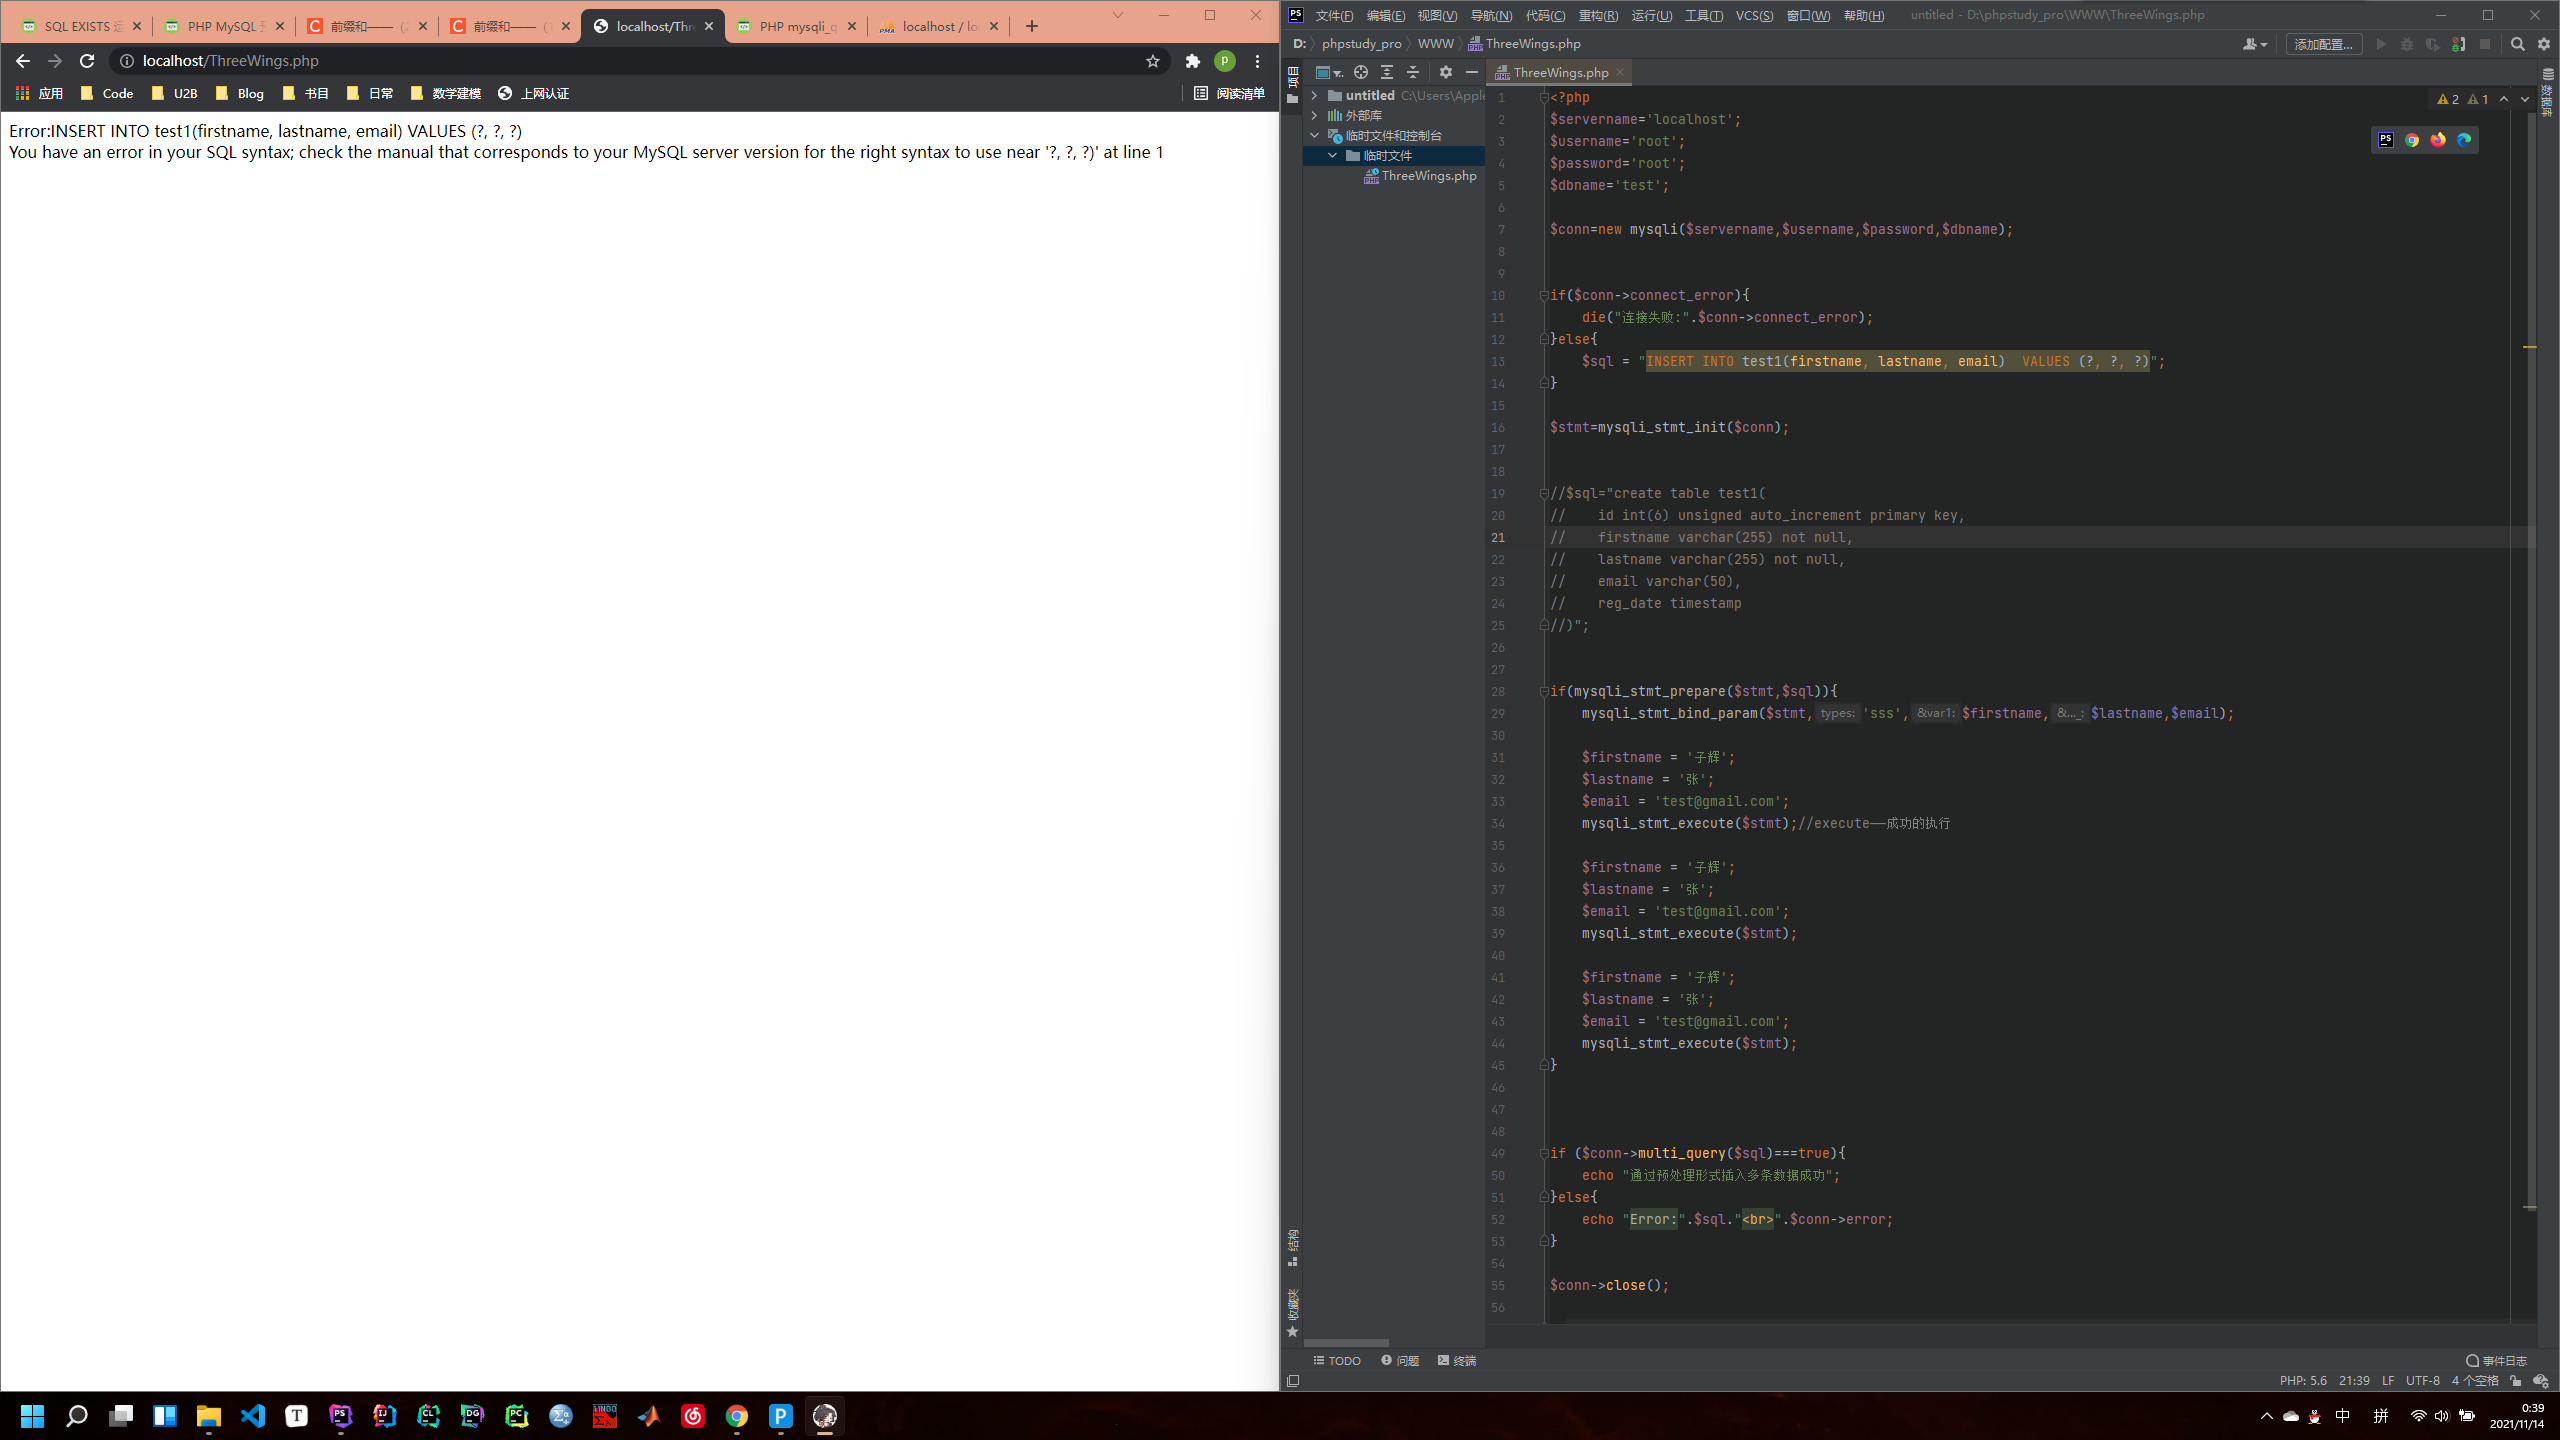 SQL EXISTS 运
PHP MySQL 预
前缀和——（2
前缀和——（1
localhost/Thre
PHP mysqli_q
localhost / lo
localhost/ThreeWings.php
应用 Code U2B Blog 书目 日常 数学建模 上网认证 阅读清单
Error:INSERT INTO test1(firstname, lastname, email) VALUES (?, ?, ?)
You have an error in your SQL syntax; check the manual that corresponds to your MySQL server version for the right syntax to use near '?, ?, ?)' at line 1
文件(F) 编辑(E) 视图(V) 导航(N) 代码(C) 重构(R) 运行(U) 工具(T) VCS(S) 窗口(W) 帮助(H) untitled - D:\phpstudy_pro\WWW\ThreeWings.php
D: phpstudy_pro WWW ThreeWings.php 添加配置...
项目
ThreeWings.php
untitled C:\Users\Apple
外部库
临时文件和控制台
临时文件
ThreeWings.php
2 1
数据库
1 <?php
2 $servername='localhost';
3 $username='root';
4 $password='root';
5 $dbname='test';
6
7 $conn=new mysqli($servername,$username,$password,$dbname);
8
9
10 if($conn->connect_error){
11 die("连接失败:".$conn->connect_error);
12 }else{
13 $sql = "INSERT INTO test1(firstname, lastname, email)  VALUES (?, ?, ?)";
14 }
15
16 $stmt=mysqli_stmt_init($conn);
17
18
19 //$sql="create table test1(
20 //    id int(6) unsigned auto_increment primary key,
21 //    firstname varchar(255) not null,
22 //    lastname varchar(255) not null,
23 //    email varchar(50),
24 //    reg_date timestamp
25 //)";
26
27
28 if(mysqli_stmt_prepare($stmt,$sql)){
29 mysqli_stmt_bind_param($stmt, types: 'sss', &var1: $firstname, &..._: $lastname,$email);
30
31 $firstname = '子辉';
32 $lastname = '张';
33 $email = 'test@gmail.com';
34 mysqli_stmt_execute($stmt);//execute——成功的执行
35
36 $firstname = '子辉';
37 $lastname = '张';
38 $email = 'test@gmail.com';
39 mysqli_stmt_execute($stmt);
40
41 $firstname = '子辉';
42 $lastname = '张';
43 $email = 'test@gmail.com';
44 mysqli_stmt_execute($stmt);
45 }
46
47
48
49 if ($conn->multi_query($sql)===true){
50 echo "通过预处理形式插入多条数据成功";
51 }else{
52 echo "Error:".$sql."<br>".$conn->error;
53 }
54
55 $conn->close();
56
结构
收藏夹
TODO 问题 终端 事件日志
PHP: 5.6 21:39 LF UTF-8 4 个空格
中 拼 0:39
2021/11/14